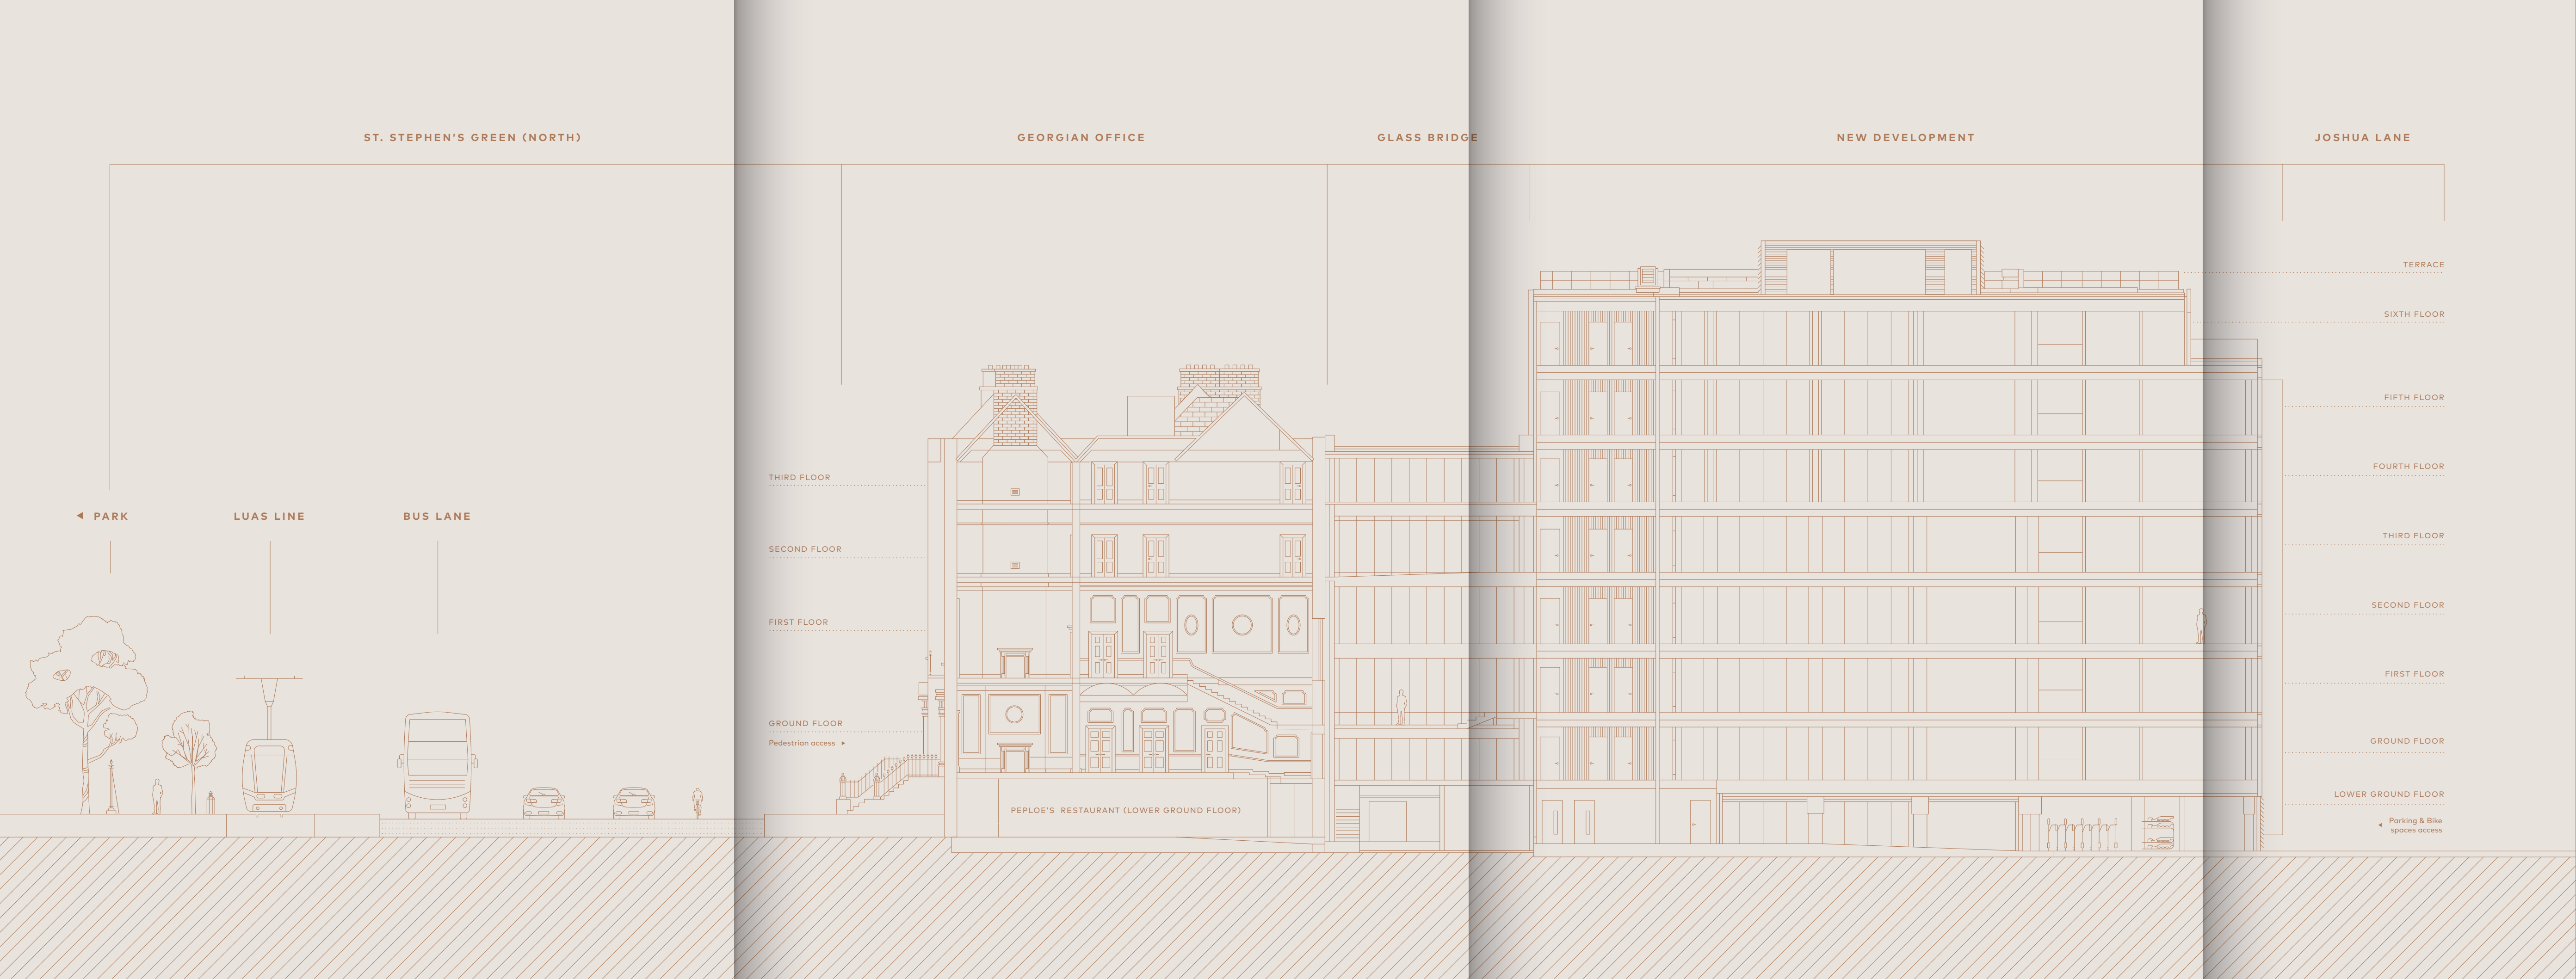 ST. STEPHEN'S GREEN (NORTH)
GEORGIAN OFFICE
GLASS BRIDGE
NEW DEVELOPMENT
JOSHUA LANE
◀ PARK
LUAS LINE
BUS LANE
THIRD FLOOR
SECOND FLOOR
FIRST FLOOR
GROUND FLOOR
Pedestrian access ▸
PEPLOE'S RESTAURANT (LOWER GROUND FLOOR)
TERRACE
SIXTH FLOOR
FIFTH FLOOR
FOURTH FLOOR
THIRD FLOOR
SECOND FLOOR
FIRST FLOOR
GROUND FLOOR
LOWER GROUND FLOOR
◂ Parking & Bike
spaces access